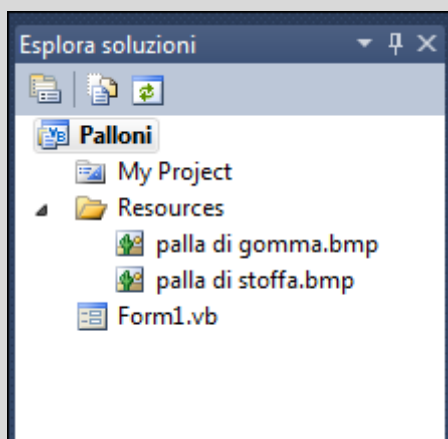 Esplora soluzioni
Palloni
My Project
Resources
palla di gomma.bmp
palla di stoffa.bmp
Form1.vb